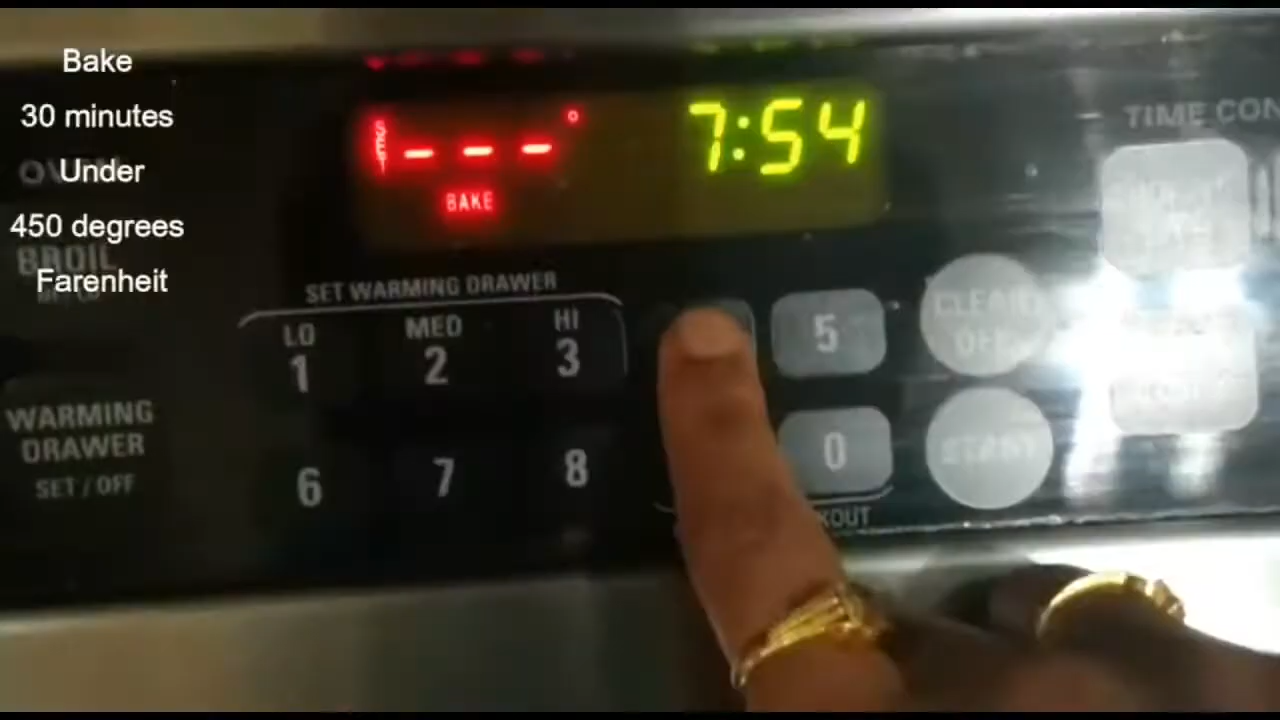 Bake
30 minutes
Under
450 degrees
Farenheit
BAKE
7:54
TIME CON
BROIL
SET WARMING DRAWER
LO
MED
HI
1
2
3
5
CLEAR
OFF
WARMING
DRAWER
SET / OFF
6
7
8
0
START
KOUT